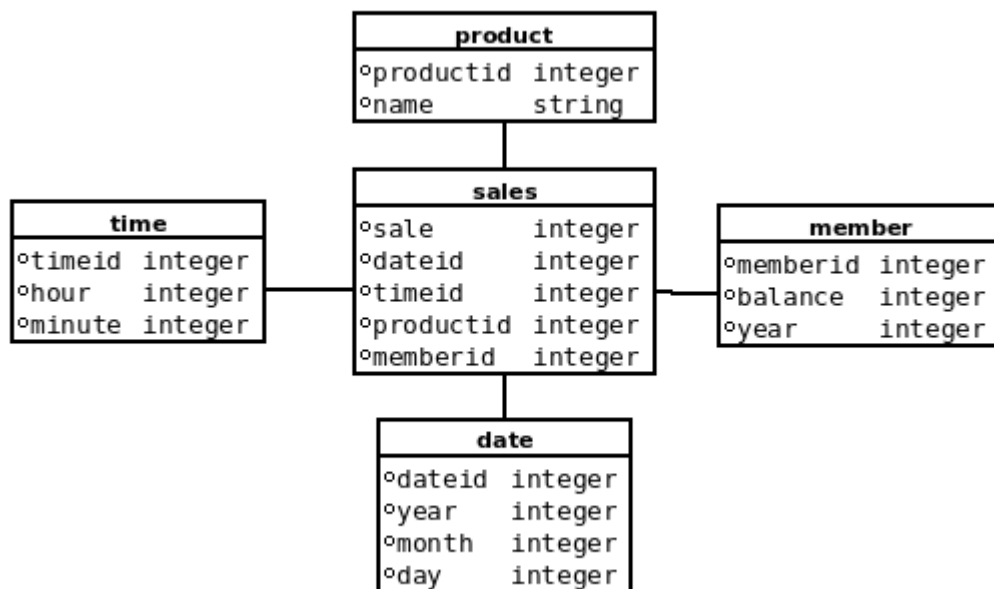 product
productid integer
name string
sales
sale integer
dateid integer
timeid integer
productid integer
memberid integer
time
timeid integer
hour integer
minute integer
member
memberid integer
balance integer
year integer
date
dateid integer
year integer
month integer
day integer